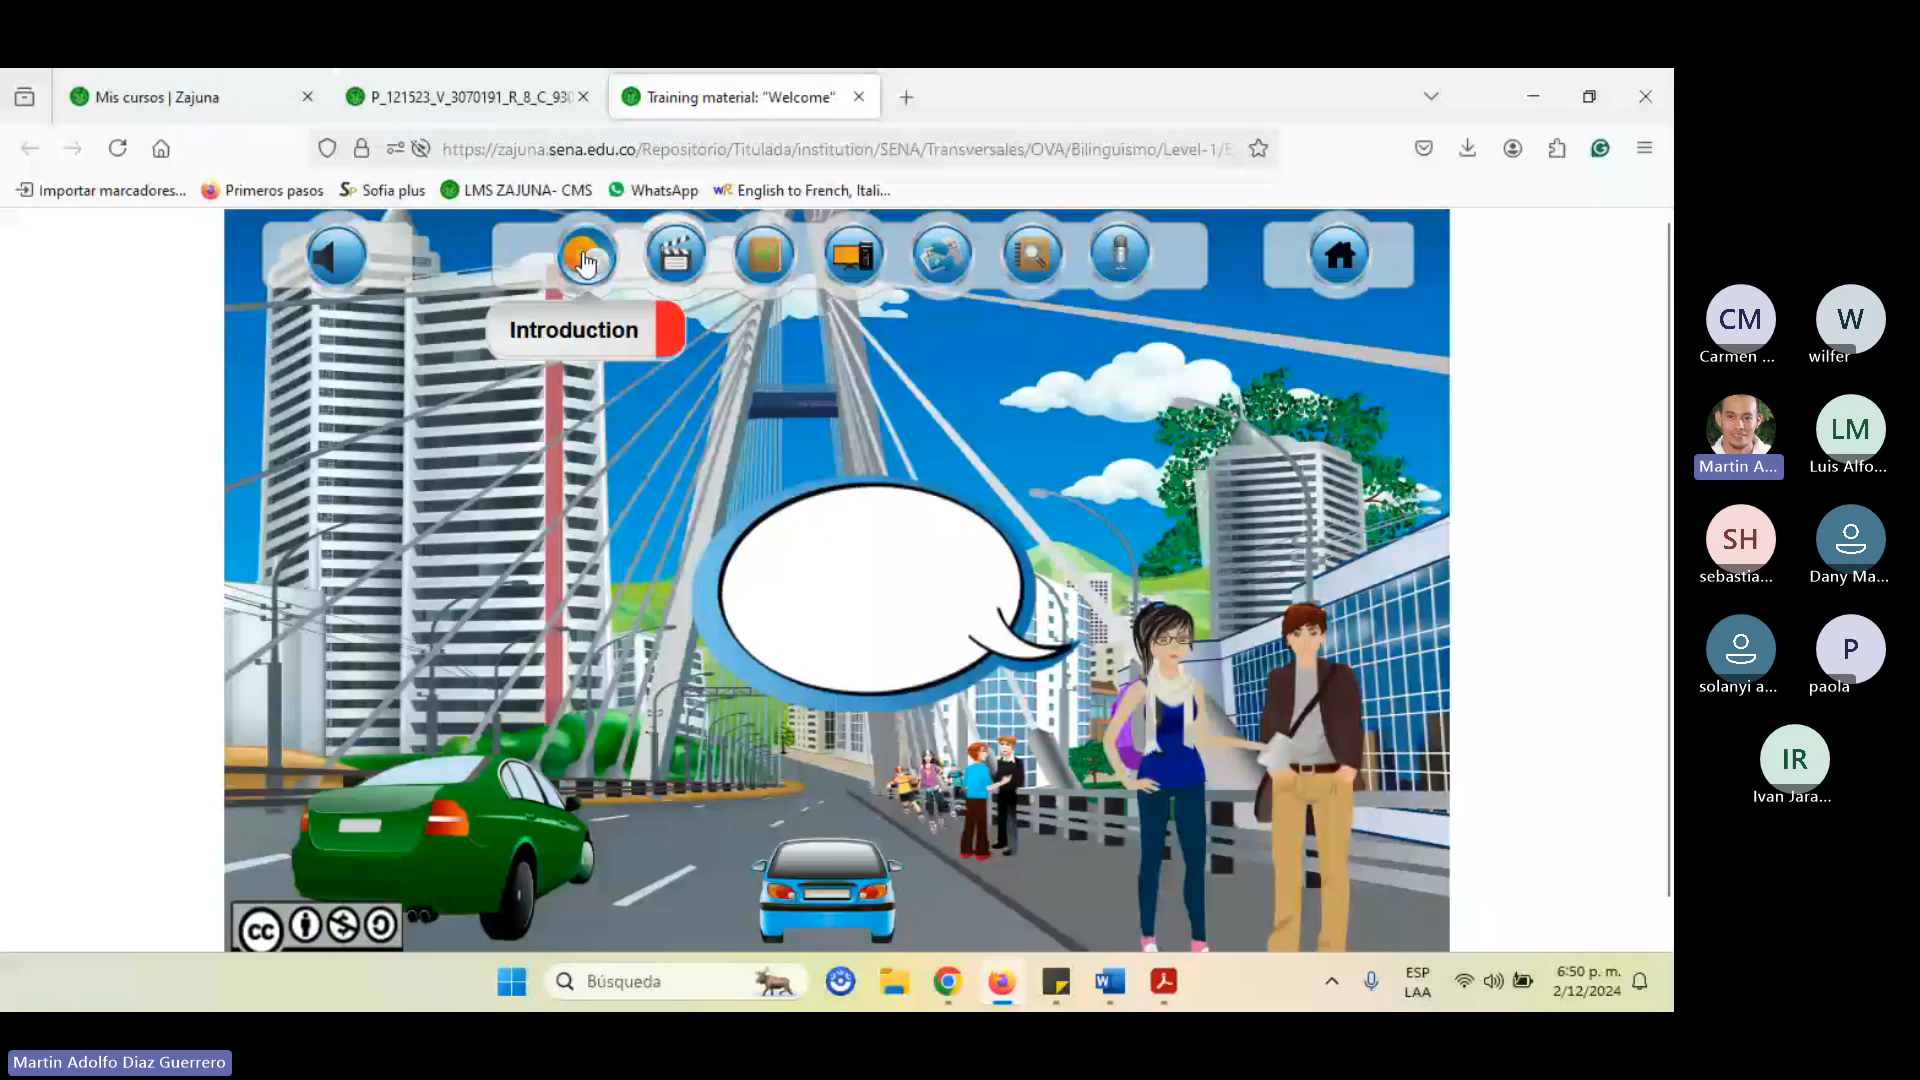 Mis cursos | Zajuna
P_121523_V_3070191_R_8_C_930
Training material: "Welcome"
https://zajuna.sena.edu.co/Repositorio/Titulada/institution/SENA/Transversales/OVA/Bilinguismo/Level-1/E
Importar marcadores...
Primeros pasos
Sofia plus
LMS ZAJUNA- CMS
WhatsApp
English to French, Itali...
Introduction
CM
Carmen ...
W
wilfer
Martin A...
LM
Luis Alfo...
SH
sebastia...
Dany Ma...
solanyi a...
P
paola
IR
Ivan Jara...
cc
Búsqueda
ESP
LAA
6:50 p. m.
2/12/2024
Martin Adolfo Diaz Guerrero